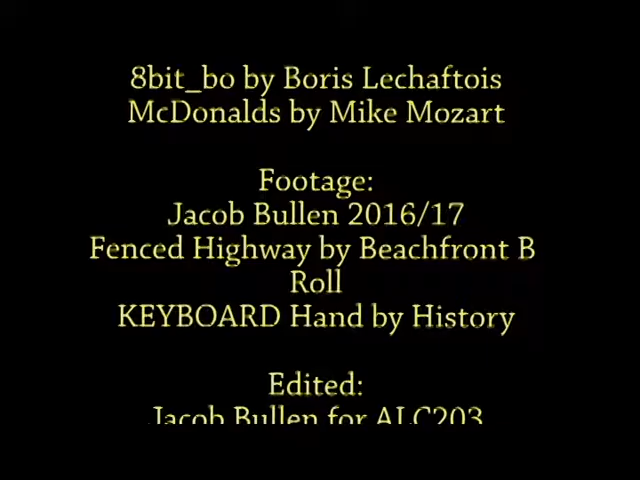 8bit_bo by Boris Lechaftois
McDonalds by Mike Mozart
Footage:
Jacob Bullen 2016/17
Fenced Highway by Beachfront B
Roll
KEYBOARD Hand by History
Edited:
Jacob Bullen for ALC203